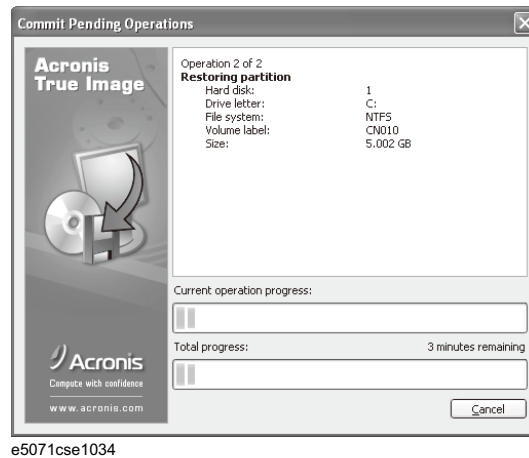 Commit Pending Operations
Acronis
True Image
Operation 2 of 2
Restoring partition
Hard disk: 1
Drive letter: C:
File system: NTFS
Volume label: CN010
Size: 5.002 GB
Current operation progress:
Total progress: 3 minutes remaining
Acronis
Compute with confidence
www.acronis.com
Cancel
e5071cse1034